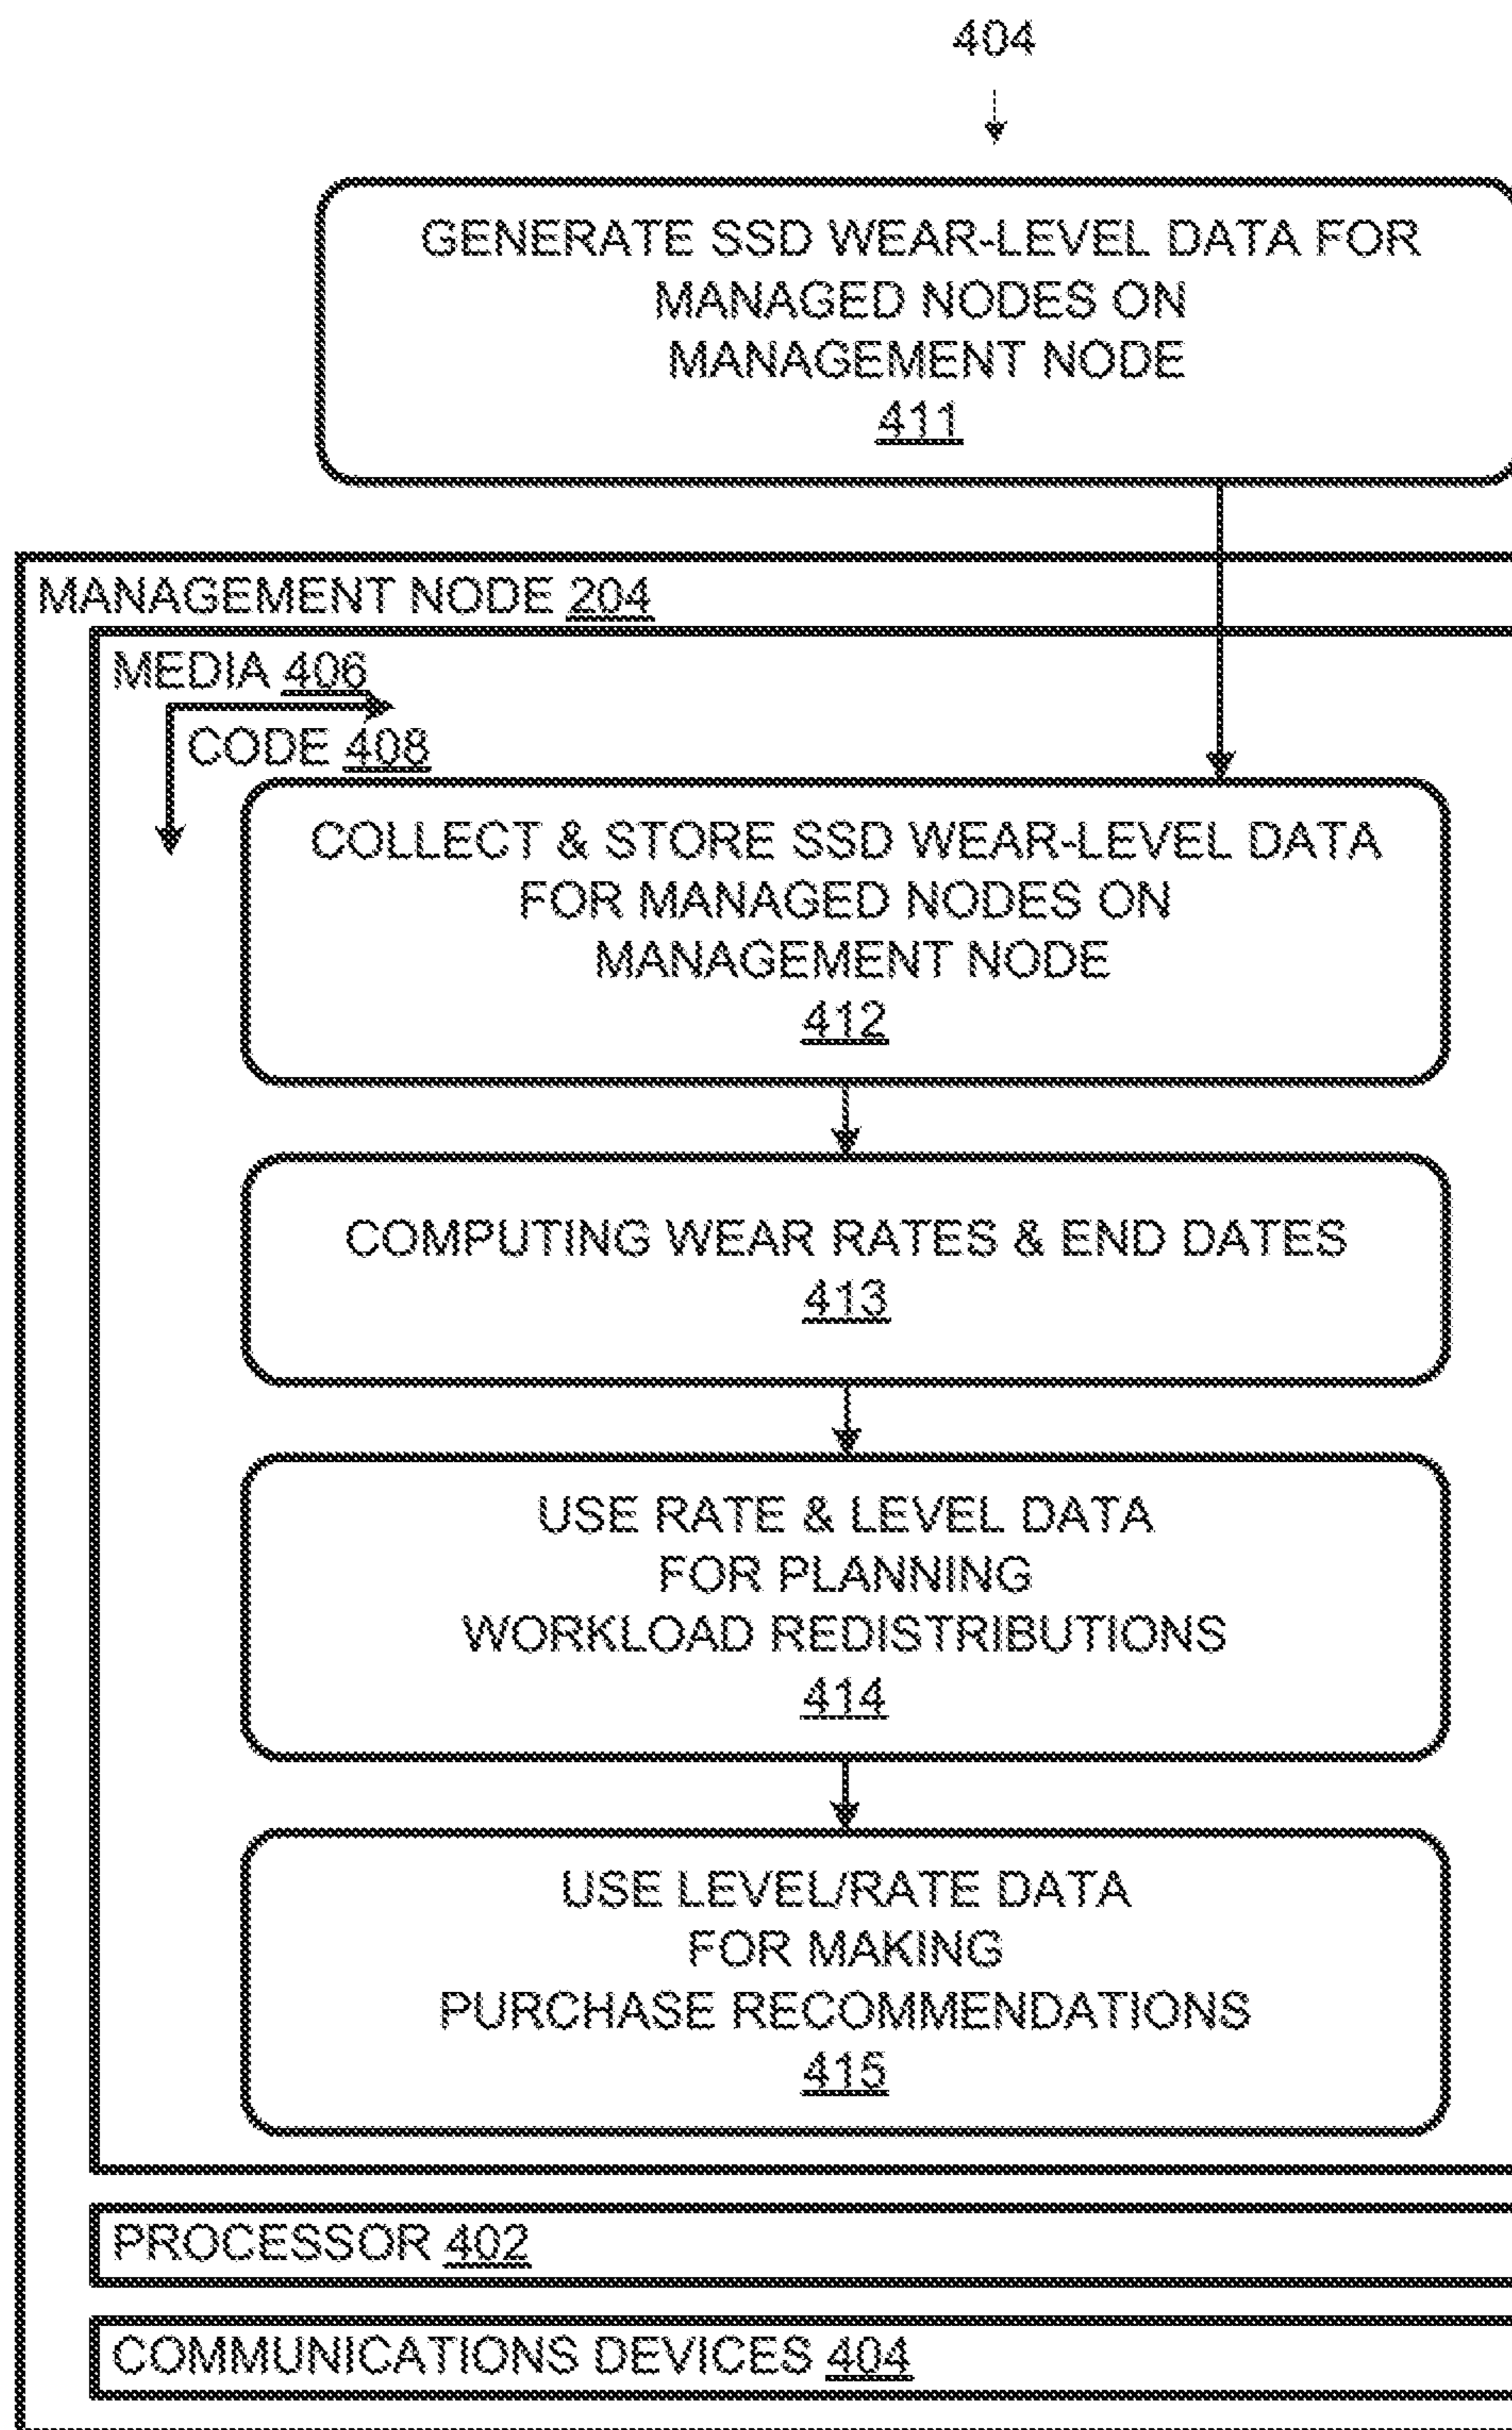 404
GENERATE SSD WEAR-LEVEL DATA FOR
MANAGED NODES ON
MANAGEMENT NODE
411
MANAGEMENT NODE 204
MEDIA 406
CODE 408
COLLECT & STORE SSD WEAR-LEVEL DATA
FOR MANAGED NODES ON
MANAGEMENT NODE
412
COMPUTING WEAR RATES & END DATES
413
USE RATE & LEVEL DATA
FOR PLANNING
WORKLOAD REDISTRIBUTIONS
414
USE LEVEL/RATE DATA
FOR MAKING
PURCHASE RECOMMENDATIONS
415
PROCESSOR 402
COMMUNICATIONS DEVICES 404